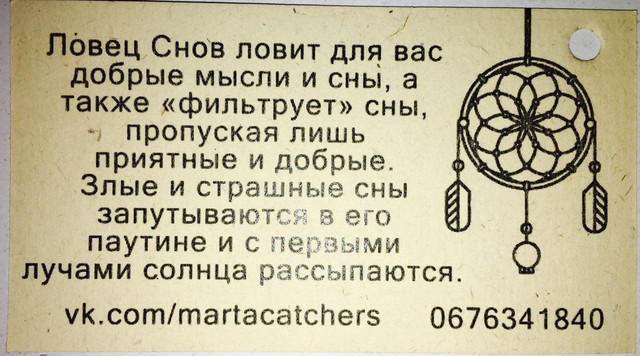 Ловец Снов ловит для вас
добрые мысли и сны, а
также «фильтрует» сны,
пропуская лишь
приятные и добрые.
Злые и страшные сны
запутываются в его
паутине и с первыми
лучами солнца рассыпаются.
vk.com/martacatchers 0676341840